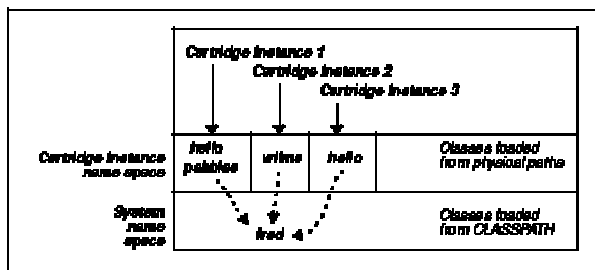 Cartridge Instance 1
Cartridge Instance 2
Cartridge Instance 3
Cartridge Instance
name space
hello
pebbles
wilma
hello
Classes loaded
from physical paths
System
name
space
fred
Classes loaded
from CLASSPATH